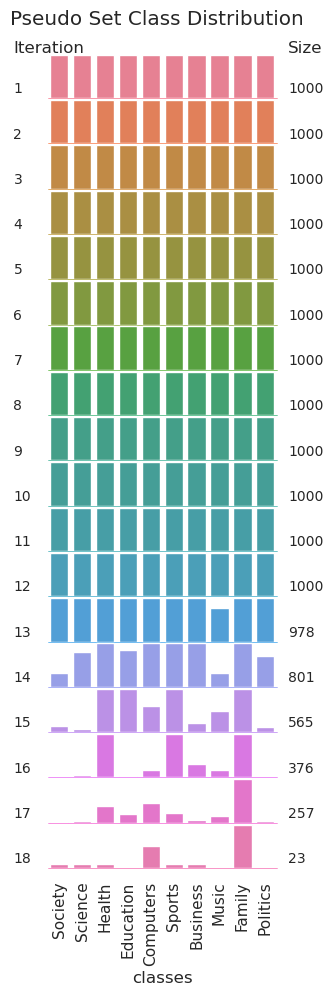 Pseudo Set Class Distribution
Iteration Size
1 1000
2 1000
3 1000
4 1000
5 1000
6 1000
7 1000
8 1000
9 1000
10 1000
11 1000
12 1000
13 978
14 801
15 565
16 376
17 257
18 23
Society
Science
Health
Education
Computers
Sports
Business
Music
Family
Politics
classes